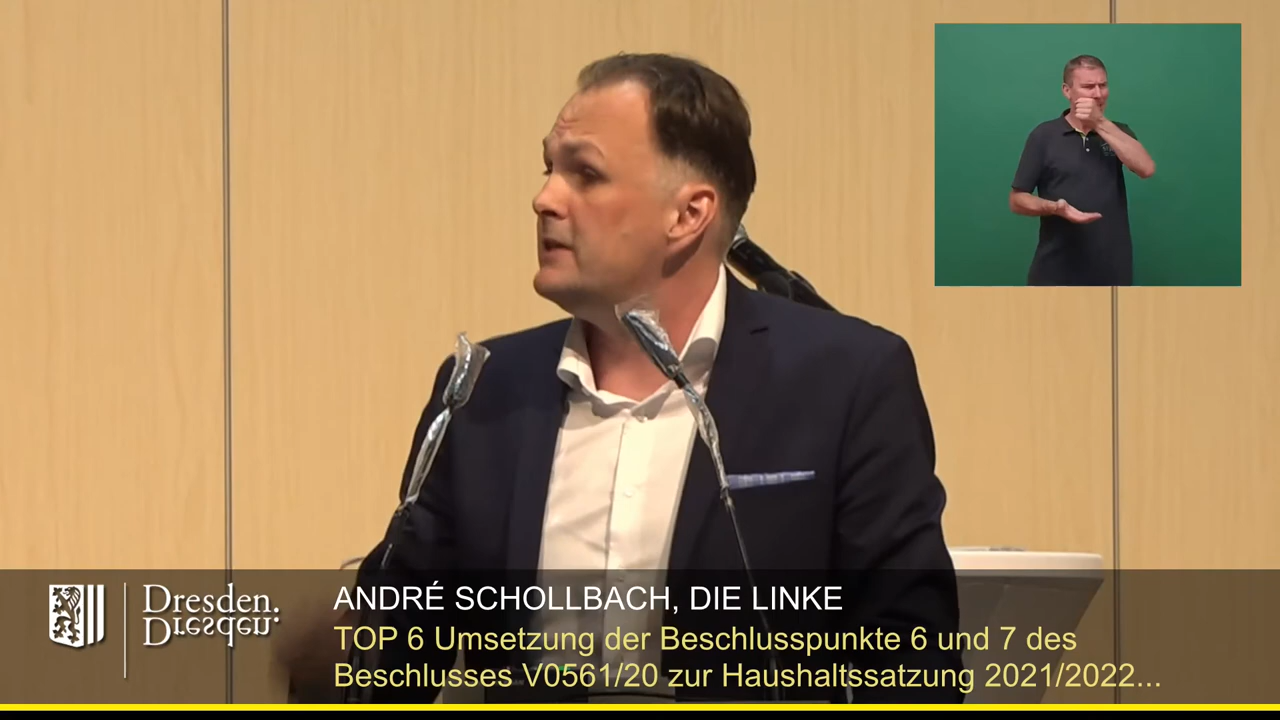 Dresden.
Dresden.
ANDRÉ SCHOLLBACH, DIE LINKE
TOP 6 Umsetzung der Beschlusspunkte 6 und 7 des
Beschlusses V0561/20 zur Haushaltssatzung 2021/2022...